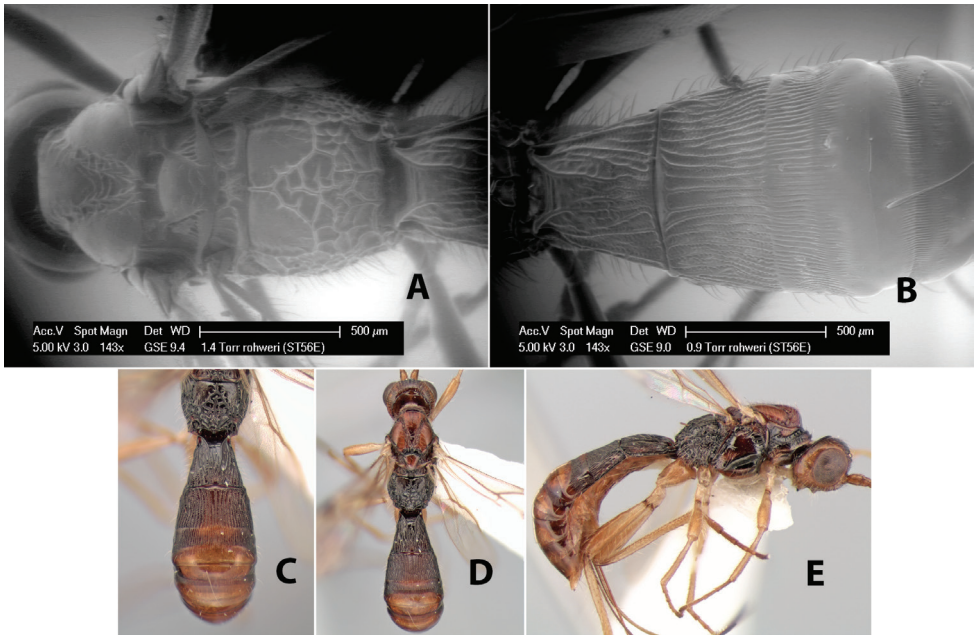 A
Acc.V Spot Magn Det WD 500 µm
5.00 kV 3.0 143x GSE 9.4 1.4 Torr rohweri (ST56E)
B
Acc.V Spot Magn Det WD 500 µm
5.00 kV 3.0 143x GSE 9.0 0.9 Torr rohweri (ST56E)
C
D
E